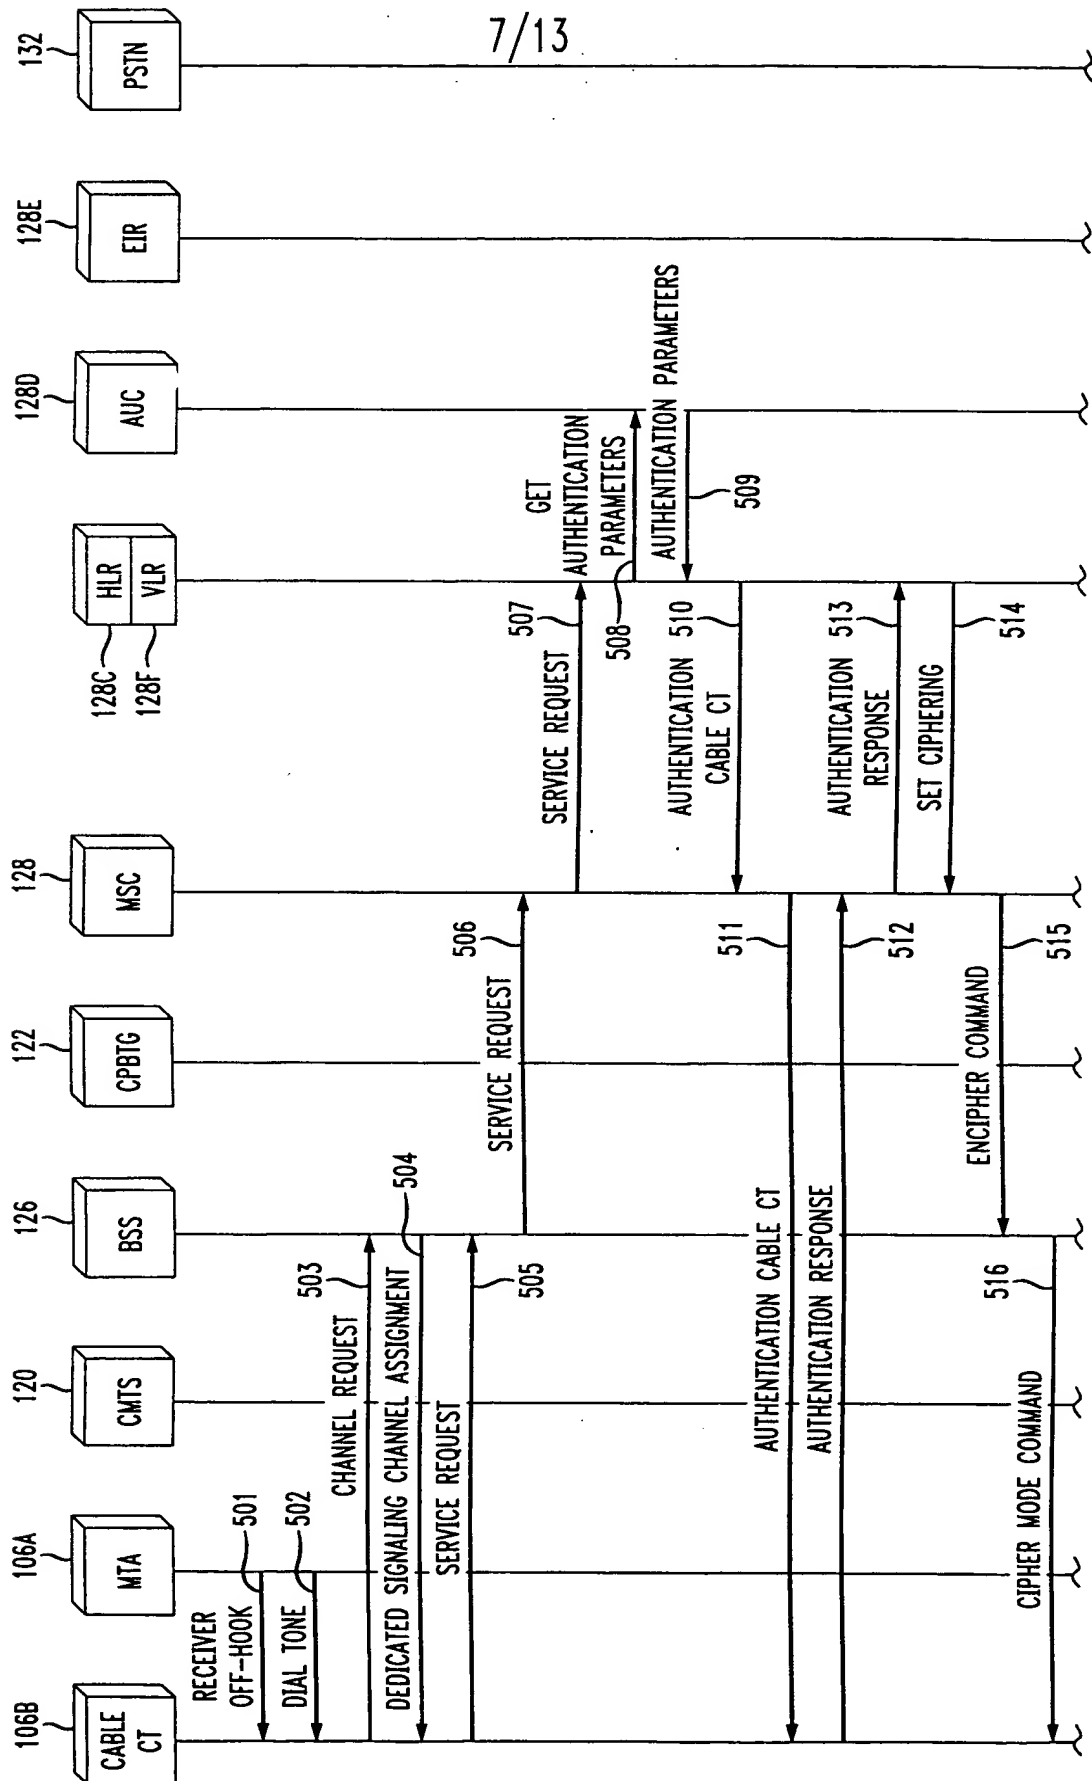 7/13
106B
CABLE
CT
106A
MTA
120
CMTS
126
BSS
122
CPBTG
128
MSC
128C
HLR
128F
VLR
128D
AUC
128E
EIR
132
PSTN
RECEIVER
OFF-HOOK
501
DIAL TONE
502
CHANNEL REQUEST
503
DEDICATED SIGNALING CHANNEL ASSIGNMENT
504
SERVICE REQUEST
505
SERVICE REQUEST
506
SERVICE REQUEST
507
GET
AUTHENTICATION
PARAMETERS
508
AUTHENTICATION PARAMETERS
509
AUTHENTICATION
CABLE CT
510
AUTHENTICATION CABLE CT
511
AUTHENTICATION RESPONSE
512
AUTHENTICATION
RESPONSE
513
SET CIPHERING
514
ENCIPHER COMMAND
515
CIPHER MODE COMMAND
516